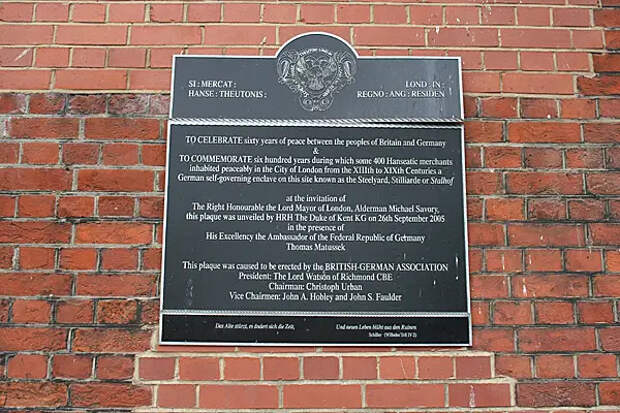 SI : MERCAT :
HANSE : THEUTONIS :
LOND : IN :
REGNO : ANG : RESIDEN
TO CELEBRATE sixty years of peace between the peoples of Britain and Germany
&
TO COMMEMORATE six hundred years during which some 400 Hanseatic merchants
inhabited peaceably in the City of London from the XIIIth to XIXth Centuries a
German self-governing enclave on this site known as the Steelyard, Stilliarde or Stalhof
at the invitation of
The Right Honourable the Lord Mayor of London, Alderman Michael Savory,
this plaque was unveiled by HRH The Duke of Kent KG on 26th September 2005
in the presence of
His Excellency the Ambassador of the Federal Republic of Germany
Thomas Matussek
This plaque was caused to be erected by the BRITISH-GERMAN ASSOCIATION
President: The Lord Watson of Richmond CBE
Chairman: Christoph Urban
Vice Chairmen: John A. Hobley and John S. Faulder
Das Alte stürzt, es ändert sich die Zeit,
Und neues Leben blüht aus den Ruinen
Schiller (Wilhelm Tell IV 2)